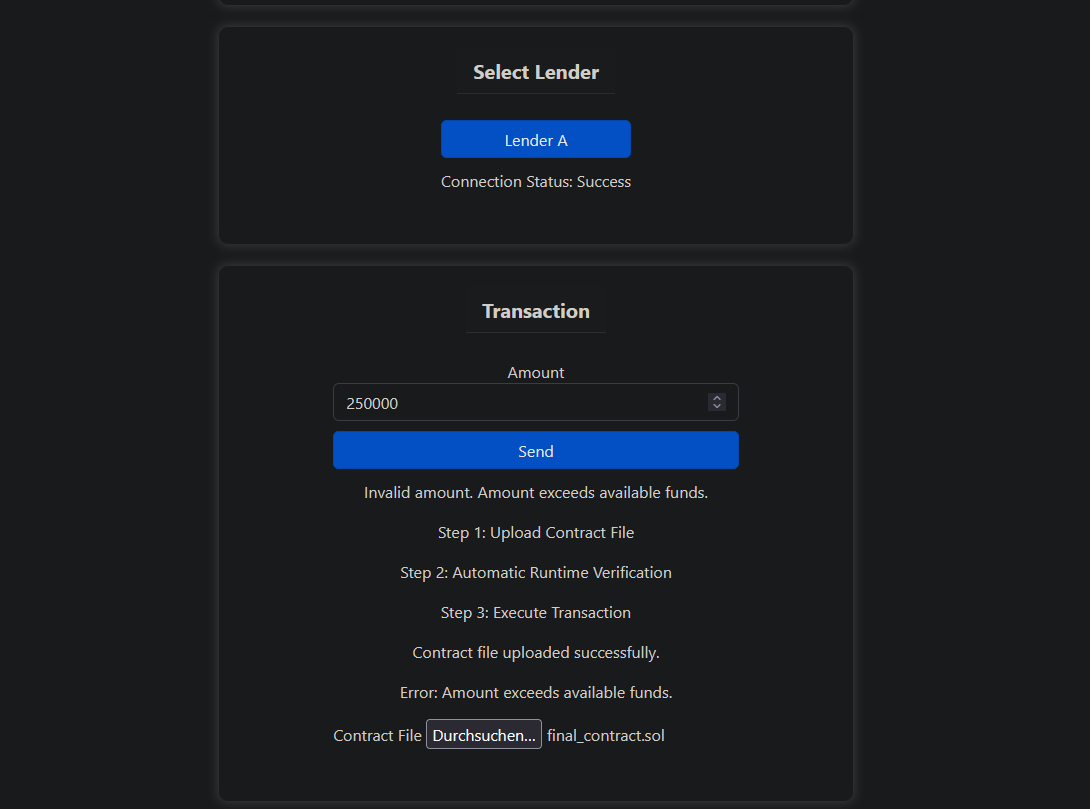 Select Lender
Lender A
Connection Status: Success
Transaction
Amount
250000
Send
Invalid amount. Amount exceeds available funds.
Step 1: Upload Contract File
Step 2: Automatic Runtime Verification
Step 3: Execute Transaction
Contract file uploaded successfully.
Error: Amount exceeds available funds.
Contract File Durchsuchen... final_contract.sol